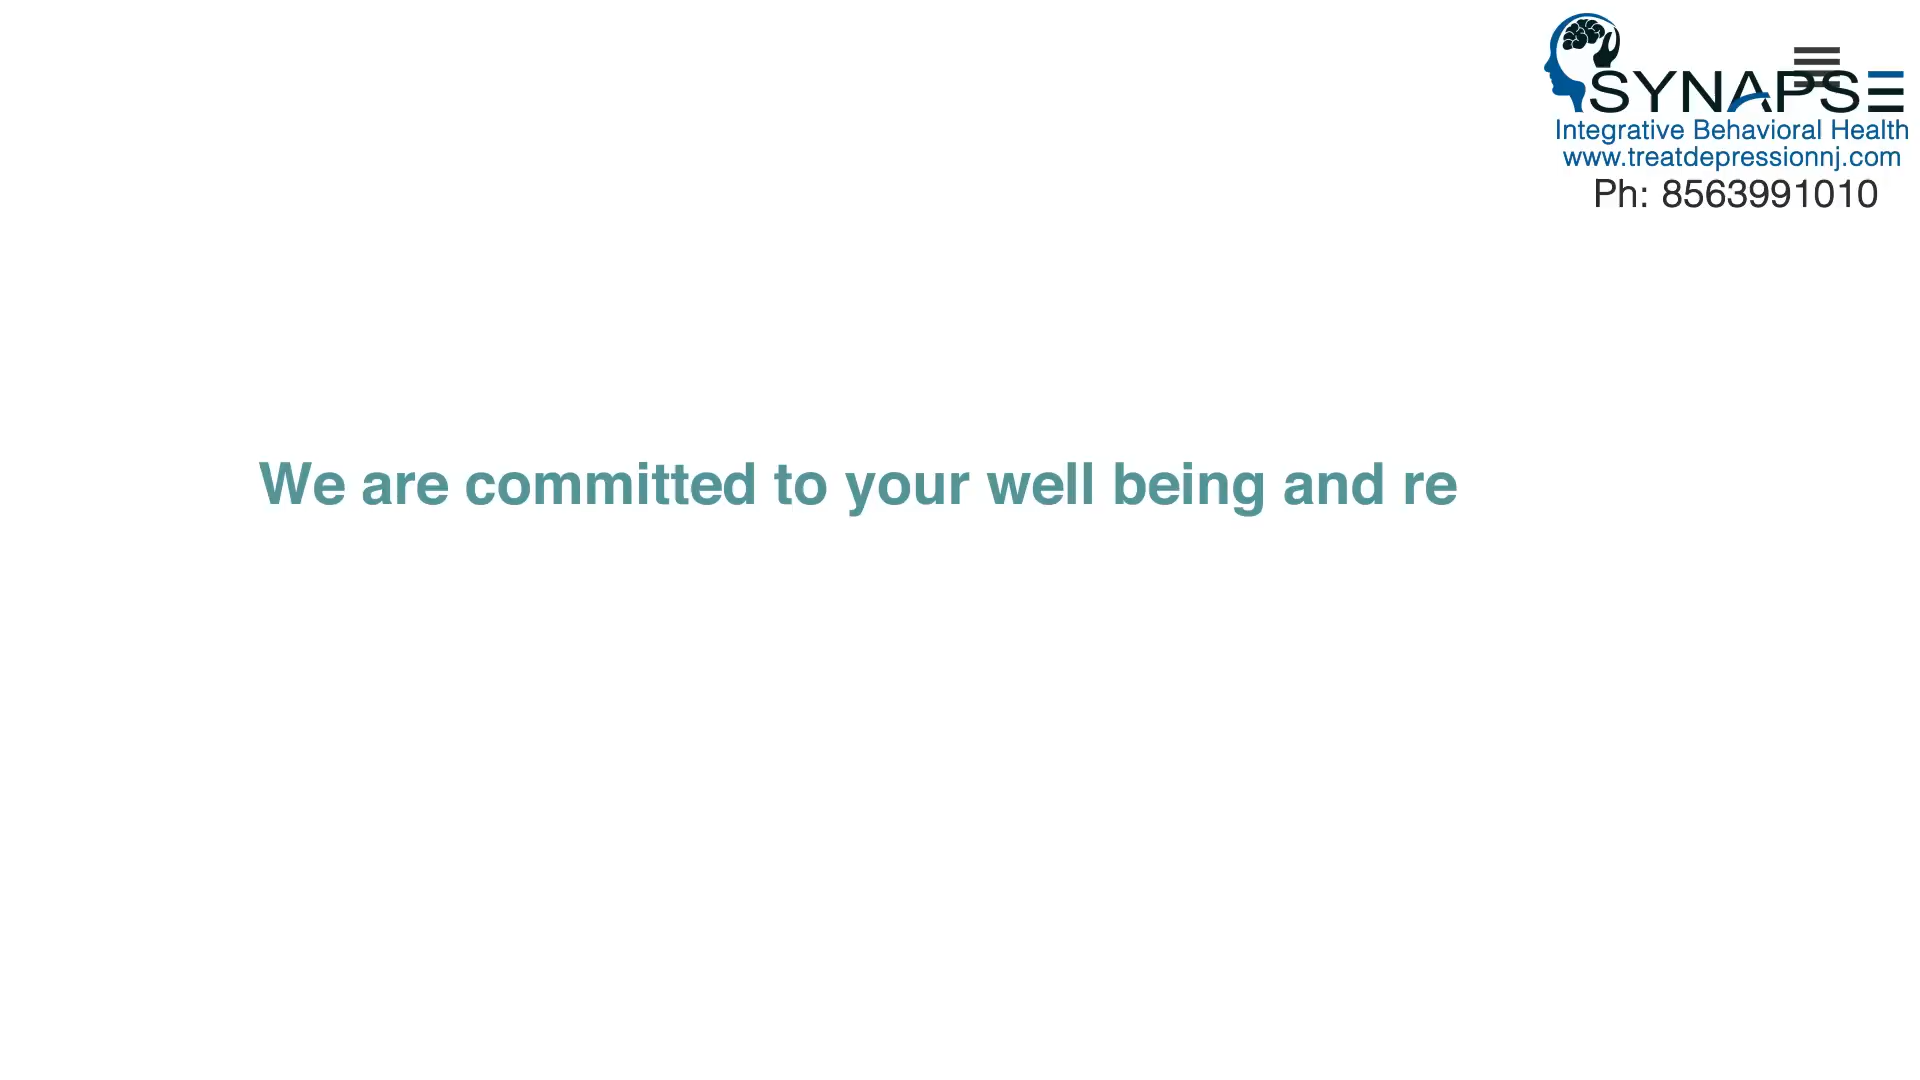 SYNAPSE
Integrative Behavioral Health
www.treatdepressionnj.com
Ph: 8563991010
We are committed to your well being and re